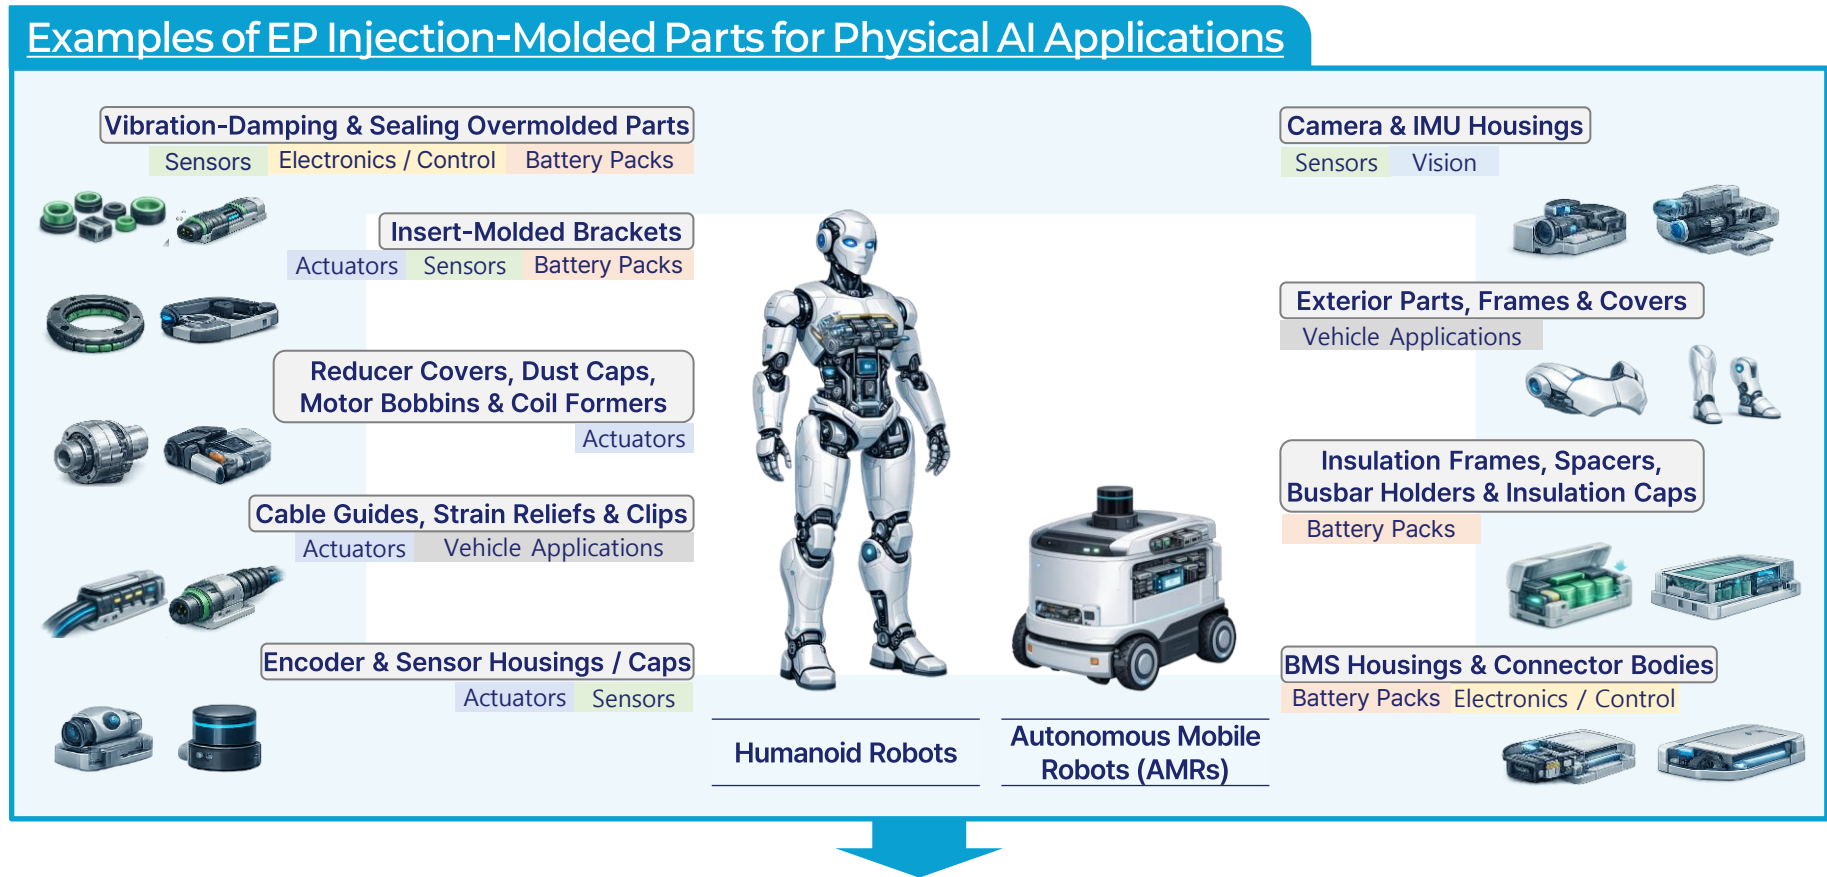 Examples of EP Injection-Molded Parts for Physical AI Applications
Vibration-Damping & Sealing Overmolded Parts
Sensors Electronics / Control Battery Packs
Insert-Molded Brackets
Actuators Sensors Battery Packs
Reducer Covers, Dust Caps,
Motor Bobbins & Coil Formers
Actuators
Cable Guides, Strain Reliefs & Clips
Actuators Vehicle Applications
Encoder & Sensor Housings / Caps
Actuators Sensors
Humanoid Robots
Autonomous Mobile
Robots (AMRs)
Camera & IMU Housings
Sensors Vision
Exterior Parts, Frames & Covers
Vehicle Applications
Insulation Frames, Spacers,
Busbar Holders & Insulation Caps
Battery Packs
BMS Housings & Connector Bodies
Battery Packs Electronics / Control